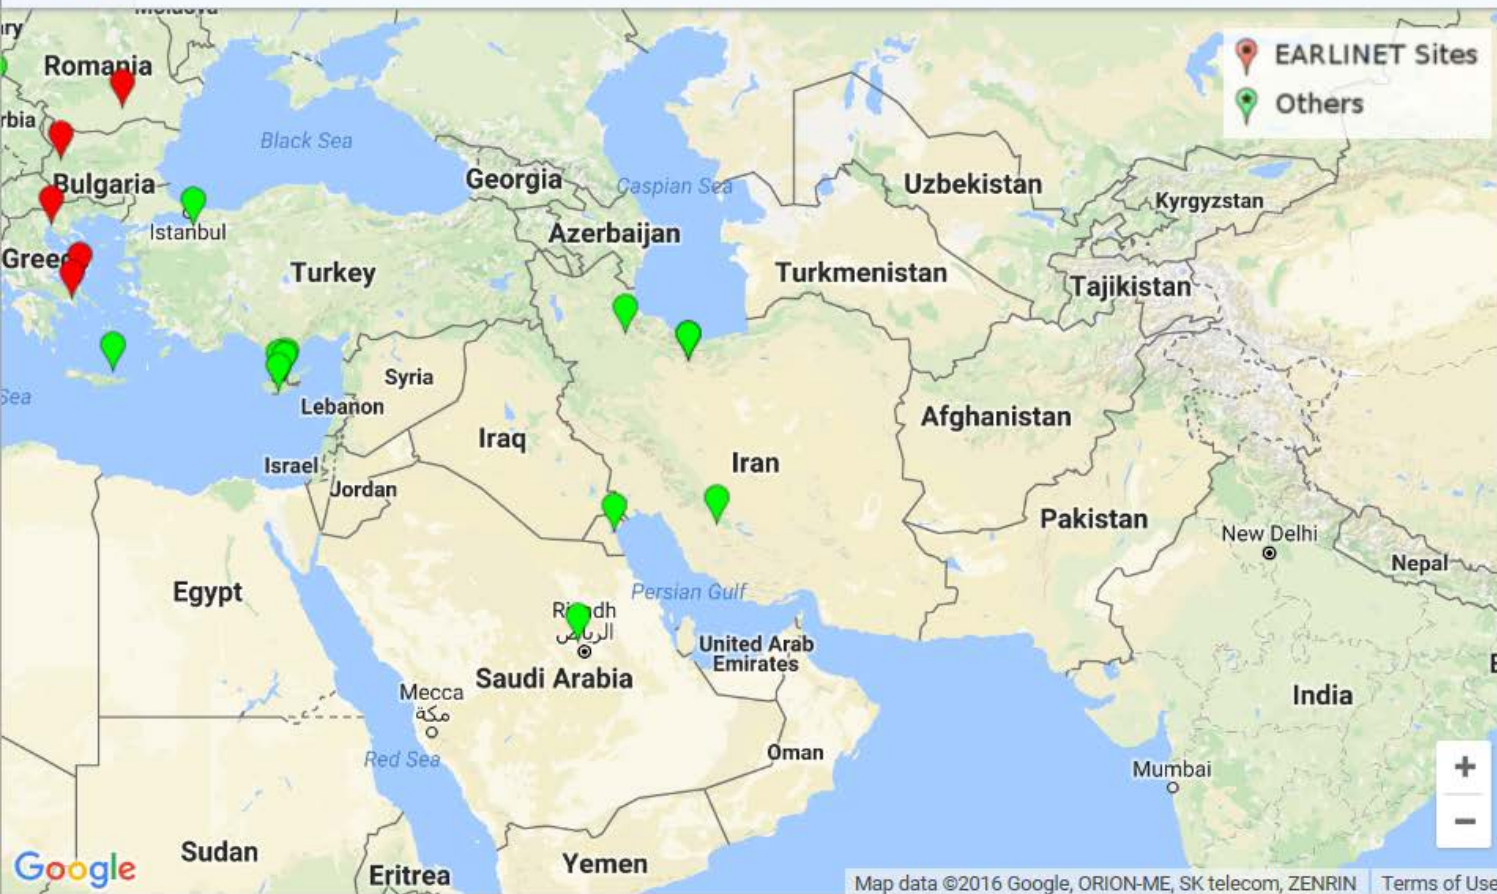 Moldova
ary
Romania
rbia
Black Sea
Bulgaria
Istanbul
Greece
Turkey
Georgia
Caspian Sea
Azerbaijan
Uzbekistan
Kyrgyzstan
Turkmenistan
Tajikistan
EARLINET Sites
Others
Sea
Syria
Lebanon
Iraq
Israel
Jordan
Iran
Afghanistan
Pakistan
New Delhi
Nepal
Egypt
Persian Gulf
Riyadh
الرياض
United Arab
Emirates
Saudi Arabia
Mecca
مكة
Red Sea
Oman
India
Mumbai
Sudan
Eritrea
Yemen
Google
+
−
Map data ©2016 Google, ORION-ME, SK telecom, ZENRIN
Terms of Use